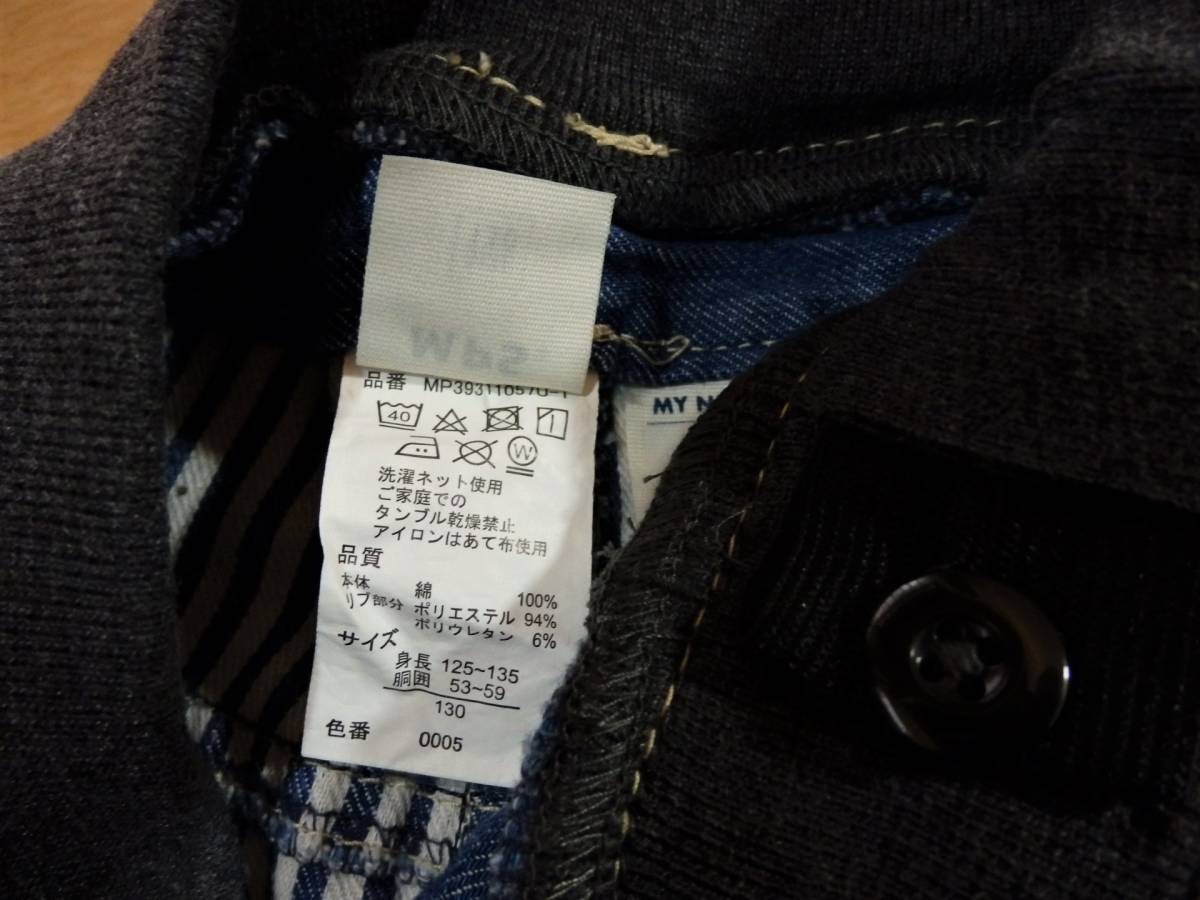 品番 MP39311057U-1
40
W
洗濯ネット使用
ご家庭での
タンブル乾燥禁止
アイロンはあて布使用
品質
本体 綿 100%
リブ部分 ポリエステル 94%
ポリウレタン 6%
サイズ
身長 125~135
胴囲 53~59
130
色番 0005
MY